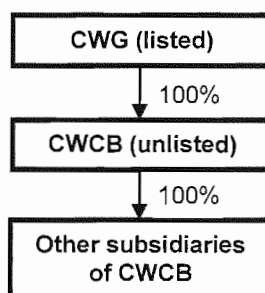 CWG (listed)
100%
CWCB (unlisted)
100%
Other subsidiaries
of CWCB